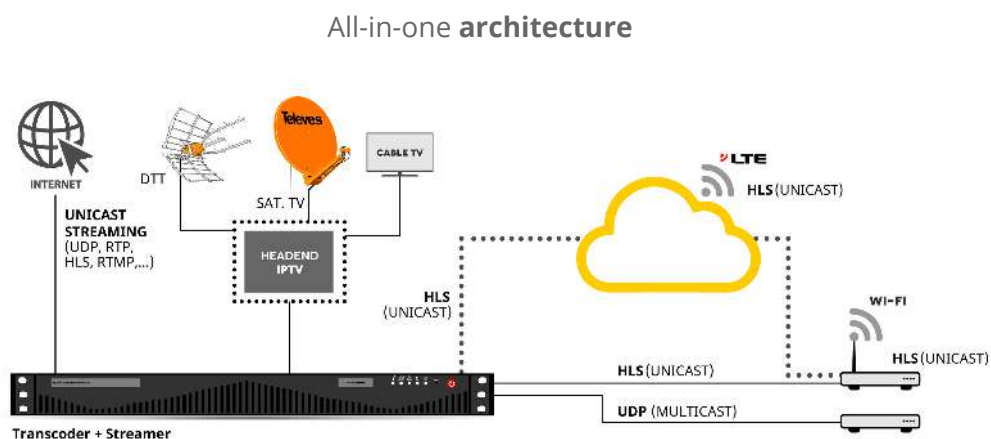 All-in-one architecture
INTERNET
DTT
Televes
SAT. TV
CABLE TV
LTE
HLS (UNICAST)
UNICAST
STREAMING
(UDP, RTP,
HLS, RTMP,...)
HEADEND
IPTV
HLS
(UNICAST)
WI-FI
HLS (UNICAST)
HLS (UNICAST)
UDP (MULTICAST)
Transcoder + Streamer